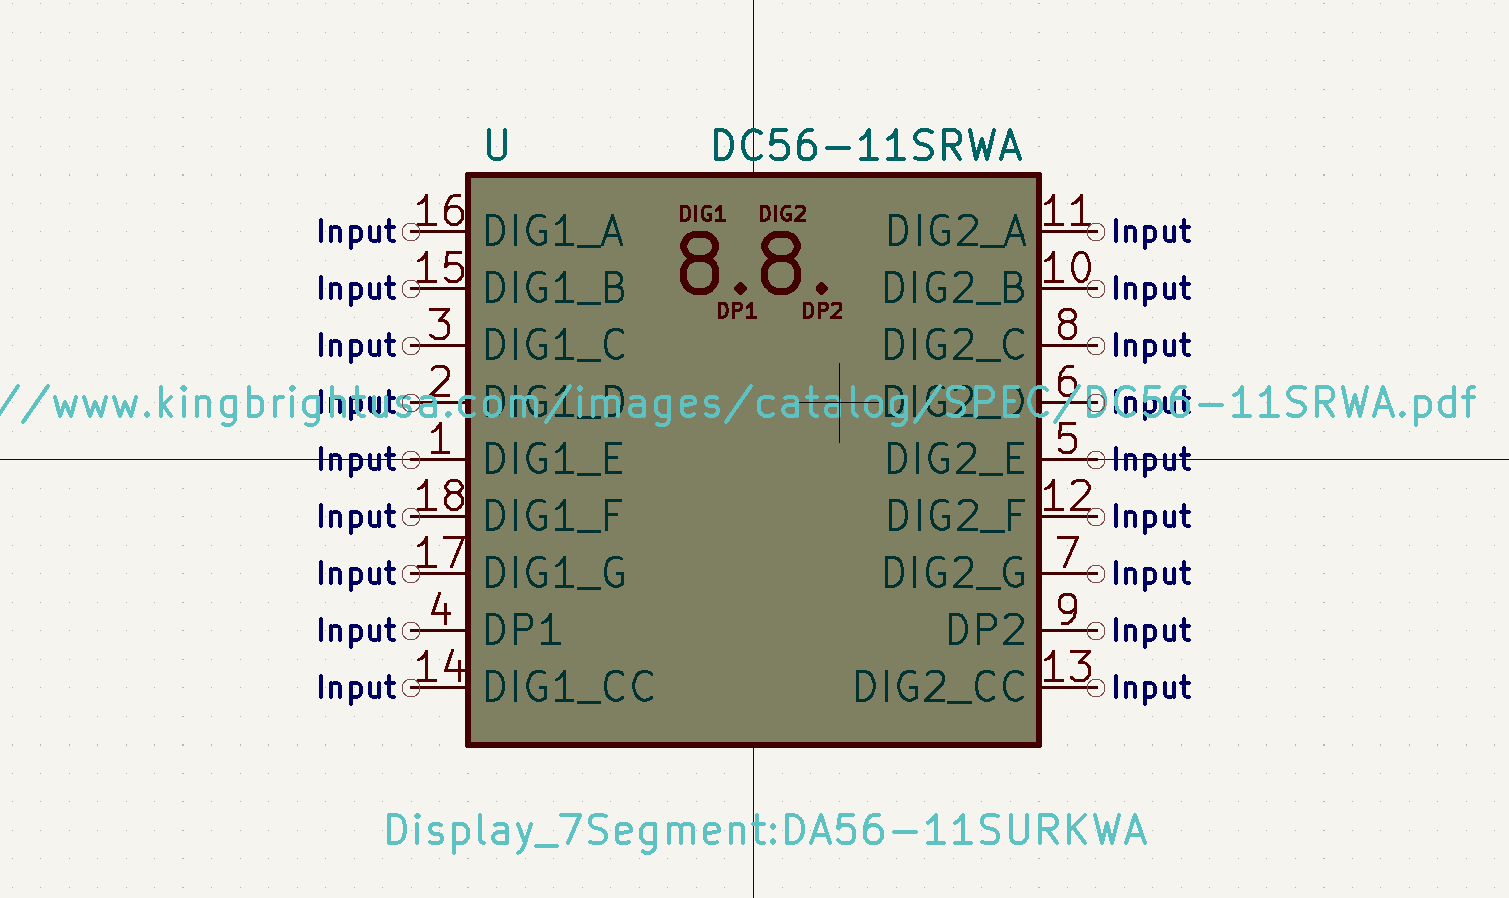 U DC56-11SRWA
16 DIG1 DIG2 11
Input DIG1_A 8.8. DIG2_A Input
15 10
Input DIG1_B DIG2_B Input
DP1 DP2
3 8
Input DIG1_C DIG2_C Input
2 6
Input DIG1_D DIG2_D Input
//www.kingbrightusa.com/images/catalog/SPEC/DC56-11SRWA.pdf
1 5
Input DIG1_E DIG2_E Input
18 12
Input DIG1_F DIG2_F Input
17 7
Input DIG1_G DIG2_G Input
4 9
Input DP1 DP2 Input
14 13
Input DIG1_CC DIG2_CC Input
Display_7Segment:DA56-11SURKWA